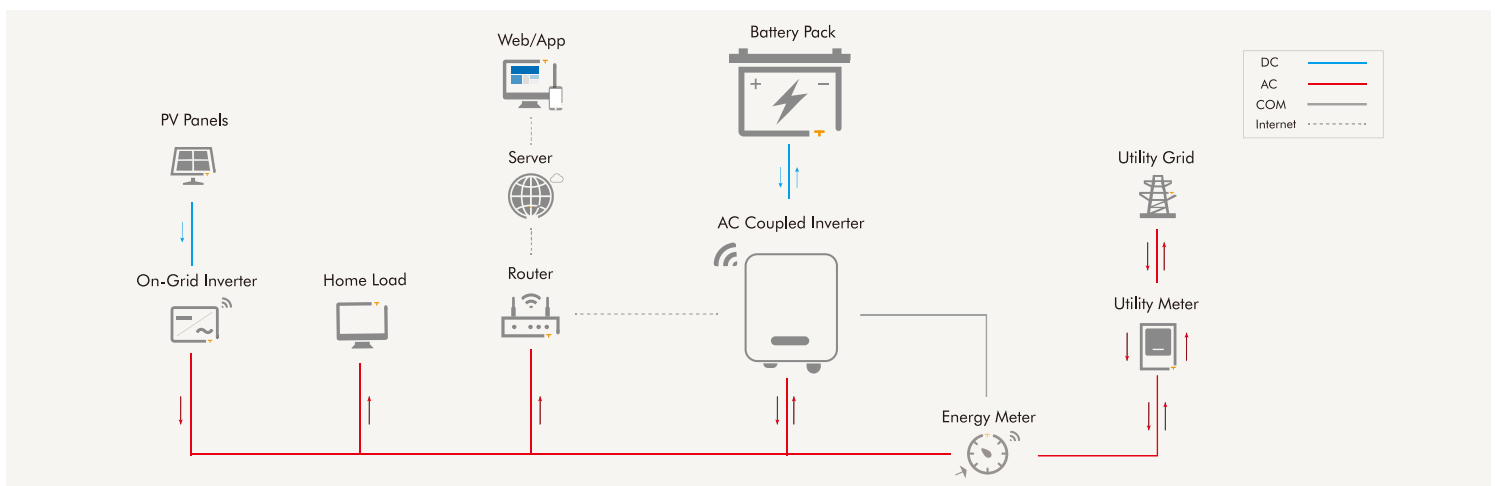 Web/App
Battery Pack
DC
AC
COM
Internet
PV Panels
Server
Utility Grid
AC Coupled Inverter
On-Grid Inverter
Home Load
Router
Utility Meter
Energy Meter